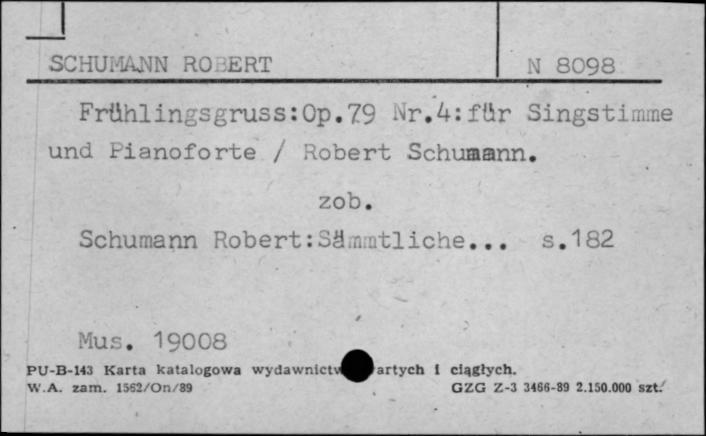 SCHUMANN ROBERT N 8098
Frühlingsgruss:Op.79 Nr.4:für Singstimme
und Pianoforte / Robert Schumann.
zob.
Schumann Robert:Sämmtliche... s.182
Mus. 19008
PU-B-143 Karta katalogowa wydawnictw artych i ciągłych.
W.A. zam. 1562/On/89 GZG Z-3 3466-89 2.150.000 szt.